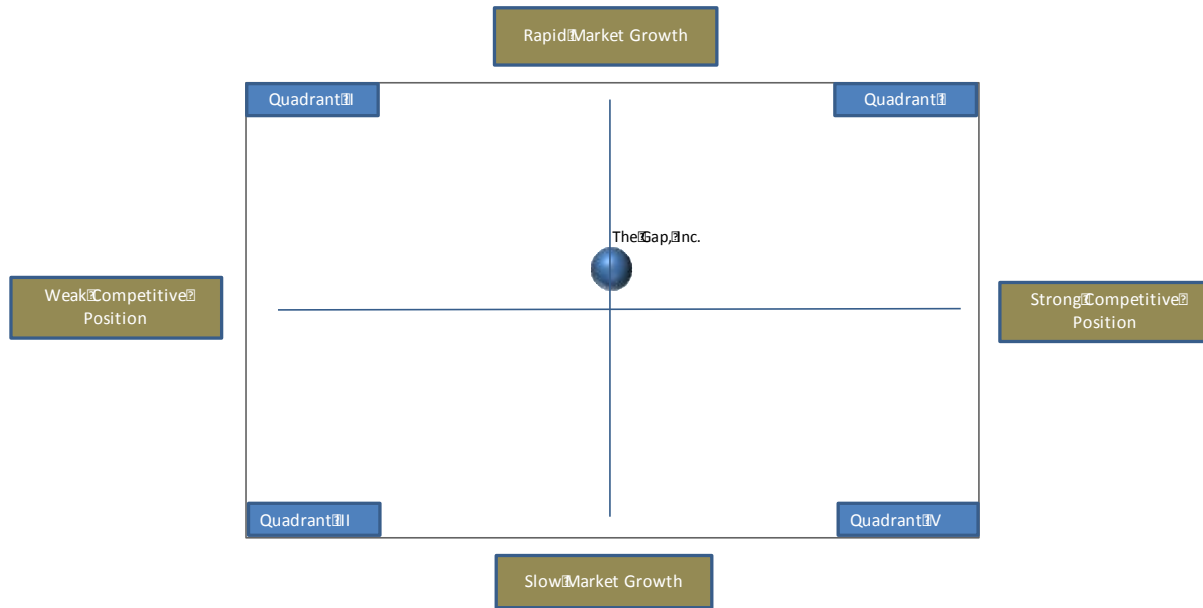 Rapid Market Growth
Quadrant II
Quadrant I
The Gap, Inc.
Weak Competitive
Position
Strong Competitive
Position
Quadrant III
Quadrant IV
Slow Market Growth